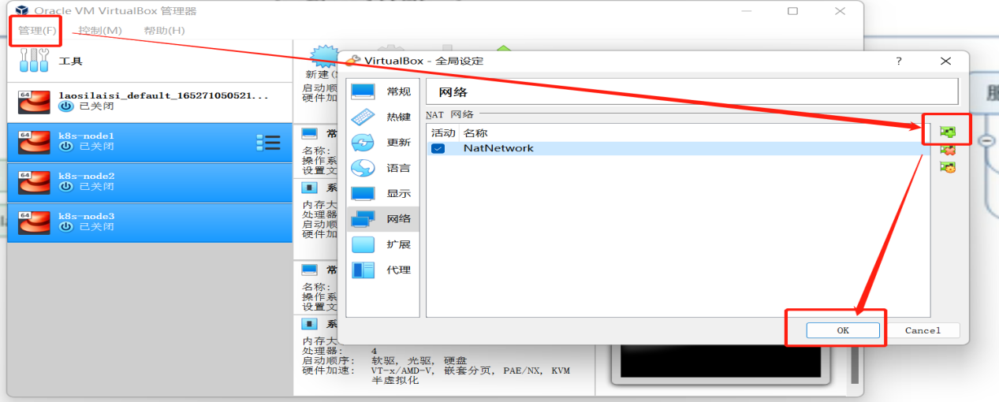 Oracle VM VirtualBox 管理器
管理(F) 控制(M) 帮助(H)
工具
新建(
启动顺
硬件加
64
laosilaisi_default_165271050521...
已关闭
64
k8s-node1
已关闭
64
k8s-node2
已关闭
64
k8s-node3
已关闭
常
名称:
操作系
设置文
系
内存大
处理器
启动顺
硬件加
常
名称:
操作系
设置文
系
内存大
处理器: 4
启动顺序: 软驱, 光驱, 硬盘
硬件加速: VT-x/AMD-V, 嵌套分页, PAE/NX, KVM
半虚拟化
VirtualBox - 全局设定
?
常规
热键
更新
语言
显示
网络
扩展
代理
网络
NAT 网络
活动 名称
NatNetwork
OK Cancel
服